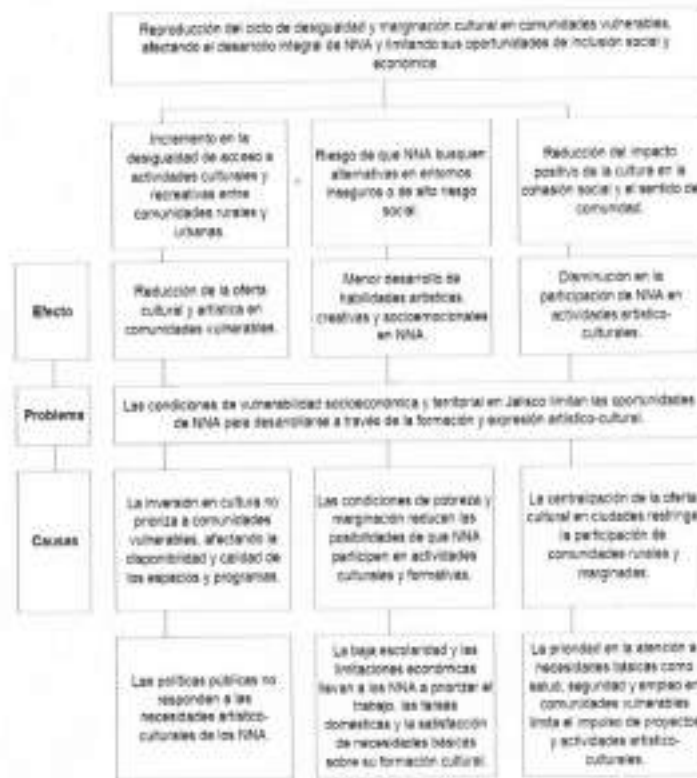 Reproducción del ciclo de desigualdad y marginación cultural en comunidades vulnerables,
afectando el desarrollo integral de NNA y limitando sus oportunidades de inclusión social y
económica.
Incremento en la
desigualdad de acceso a
actividades culturales y
recreativas entre
comunidades rurales y
urbanas.
Riesgo de que NNA busquen
alternativas en entornos
inseguros o de alto riesgo
social.
Reducción del impacto
positivo de la cultura en la
cohesión social y el sentido de
comunidad.
Efecto
Reducción de la oferta
cultural y artística en
comunidades vulnerables.
Menor desarrollo de
habilidades artísticas,
creativas y socioemocionales
en NNA.
Disminución en la
participación de NNA en
actividades artístico-
culturales.
Problema
Las condiciones de vulnerabilidad socioeconómica y territorial en Jalisco limitan las oportunidades
de NNA para desarrollarse a través de la formación y expresión artístico-cultural.
Causas
La inversión en cultura no
prioriza a comunidades
vulnerables, afectando la
disponibilidad y calidad de
los espacios y programas.
Las condiciones de pobreza y
marginación reducen las
posibilidades de que NNA
participen en actividades
culturales y formativas.
La centralización de la oferta
cultural en ciudades restringe
la participación de
comunidades rurales y
marginadas.
Las políticas públicas no
responden a las
necesidades artístico-
culturales de los NNA.
La baja escolaridad y las
limitaciones económicas
llevan a los NNA a priorizar el
trabajo, las tareas
domésticas y la satisfacción
de necesidades básicas
sobre su formación cultural.
La prioridad en la atención a
necesidades básicas como
salud, seguridad y empleo en
comunidades vulnerables
limita el impulso de proyectos
y actividades artístico-
culturales.